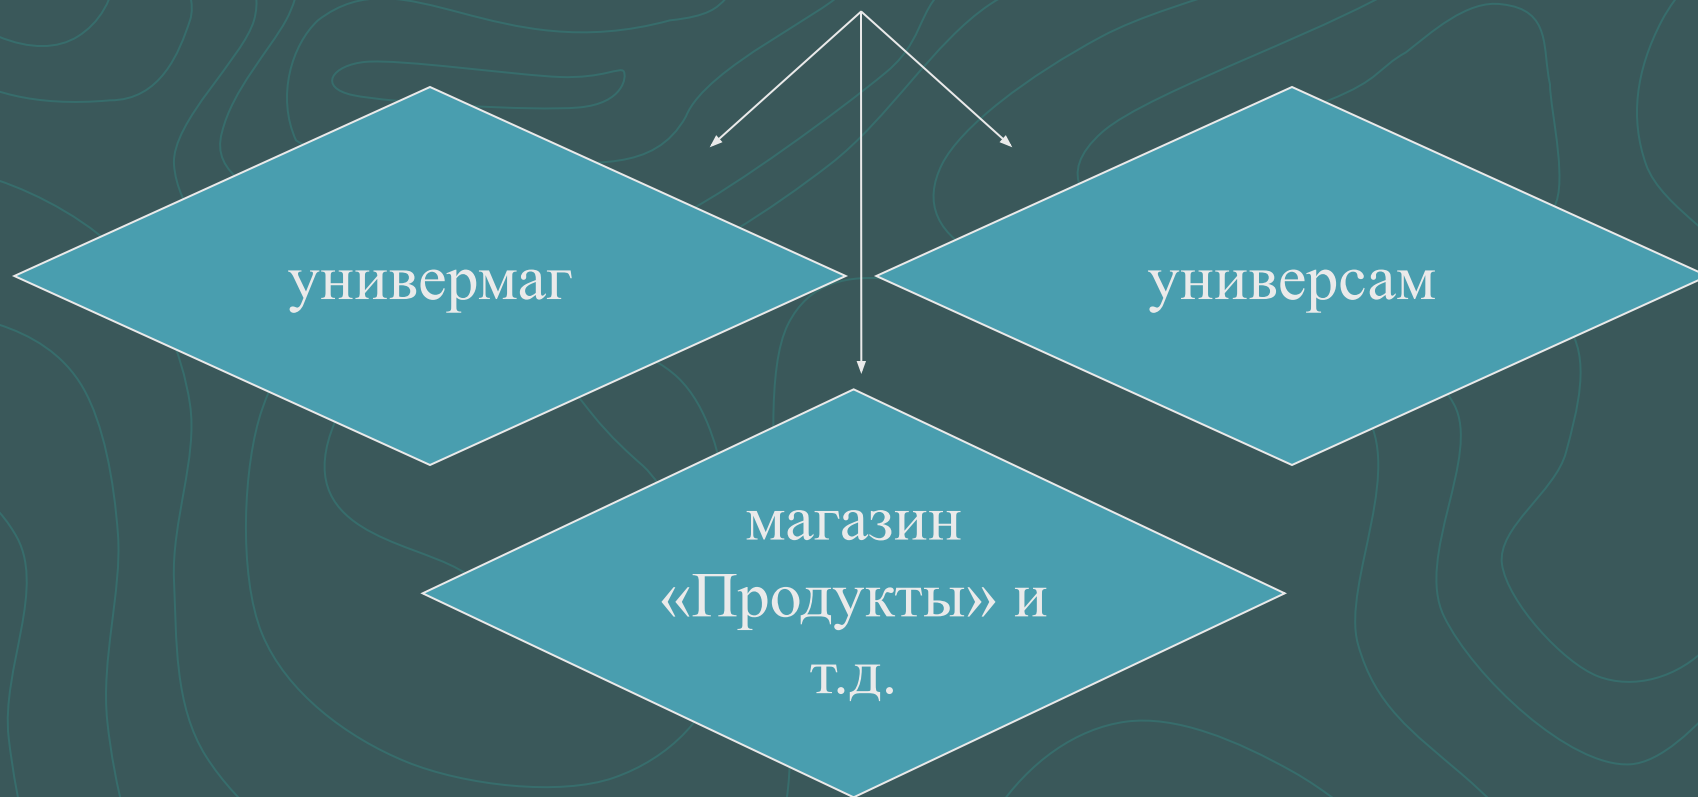 универмаг
универсам
магазин
«Продукты» и
т.д.